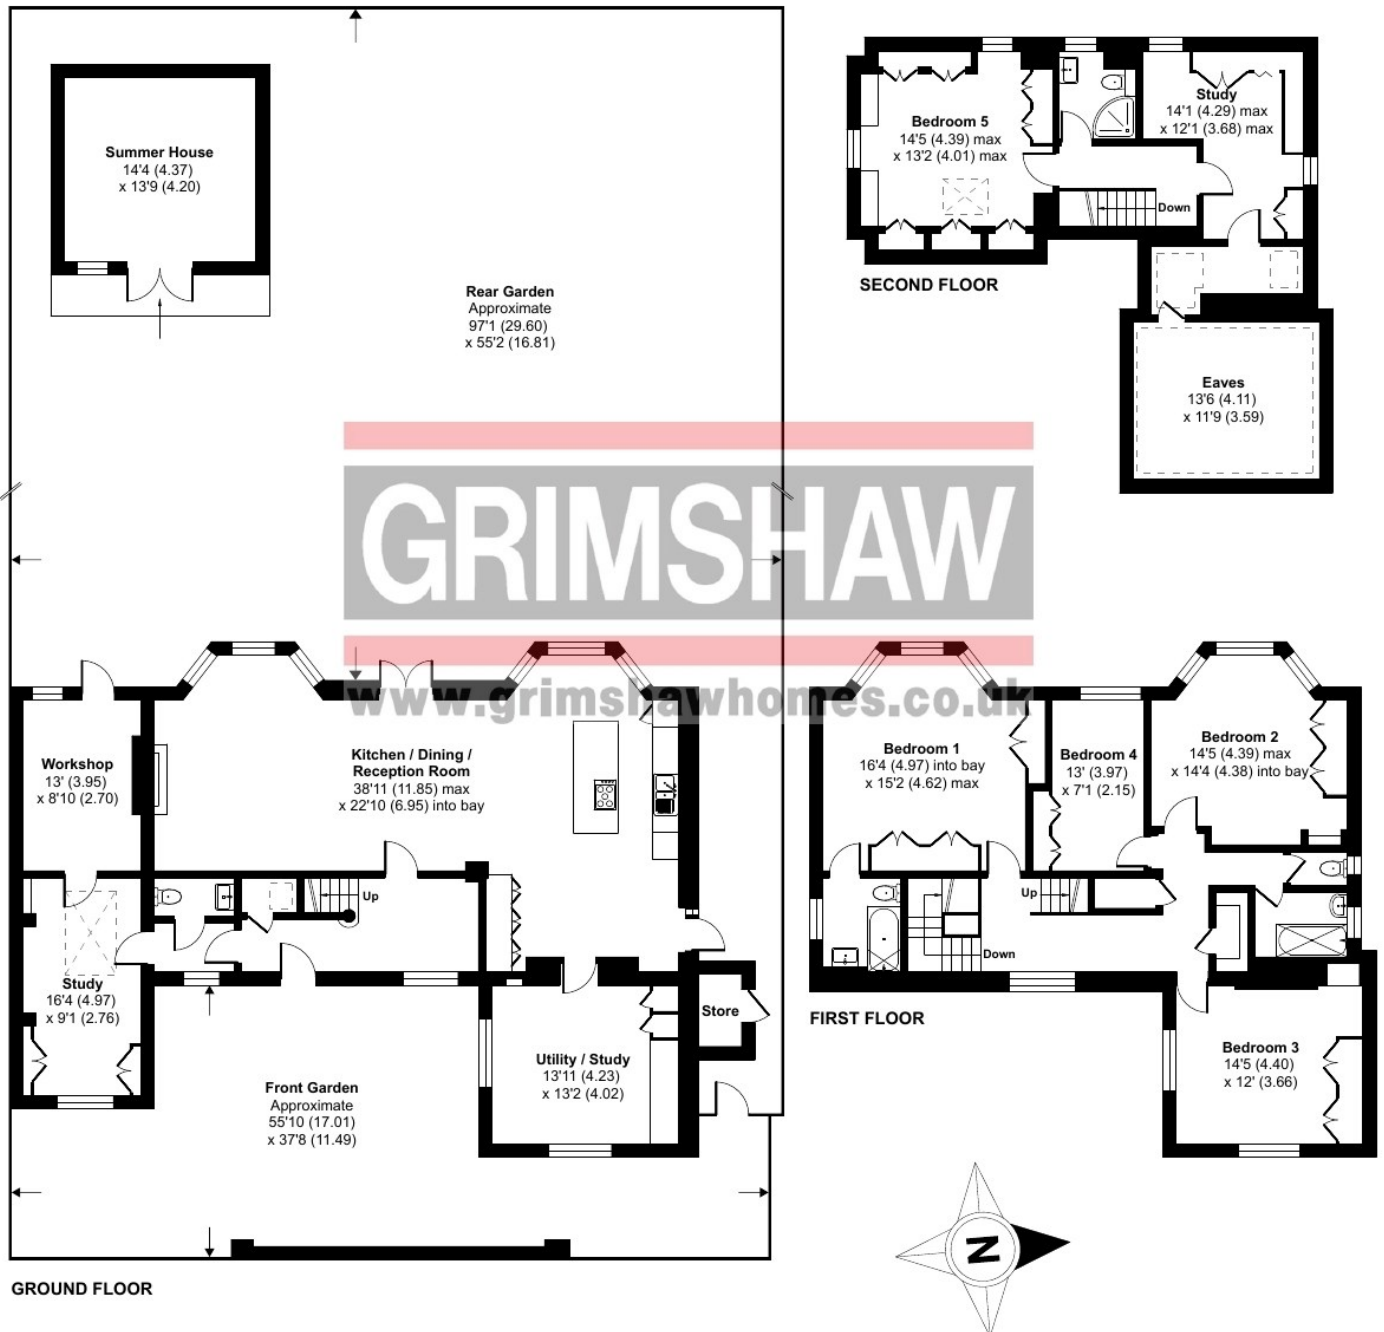 Summer House
14'4 (4.37)
x 13'9 (4.20)
Rear Garden
Approximate
97'1 (29.60)
x 55'2 (16.81)
Bedroom 5
14'5 (4.39) max
x 13'2 (4.01) max
Study
14'1 (4.29) max
x 12'1 (3.68) max
Down
SECOND FLOOR
Eaves
13'6 (4.11)
x 11'9 (3.59)
GRIMSHAW
www.grimshawhomes.co.uk
Workshop
13' (3.95)
x 8'10 (2.70)
Kitchen / Dining /
Reception Room
38'11 (11.85) max
x 22'10 (6.95) into bay
Up
Study
16'4 (4.97)
x 9'1 (2.76)
Utility / Study
13'11 (4.23)
x 13'2 (4.02)
Store
Front Garden
Approximate
55'10 (17.01)
x 37'8 (11.49)
GROUND FLOOR
Bedroom 1
16'4 (4.97) into bay
x 15'2 (4.62) max
Bedroom 4
13' (3.97)
x 7'1 (2.15)
Bedroom 2
14'5 (4.39) max
x 14'4 (4.38) into bay
Up
Down
FIRST FLOOR
Bedroom 3
14'5 (4.40)
x 12' (3.66)
N